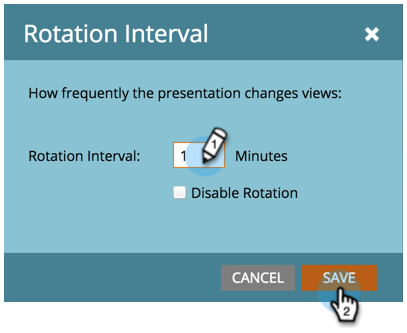 Rotation Interval
How frequently the presentation changes views:
Rotation Interval: 1 1 Minutes
Disable Rotation
CANCEL SAVE
2